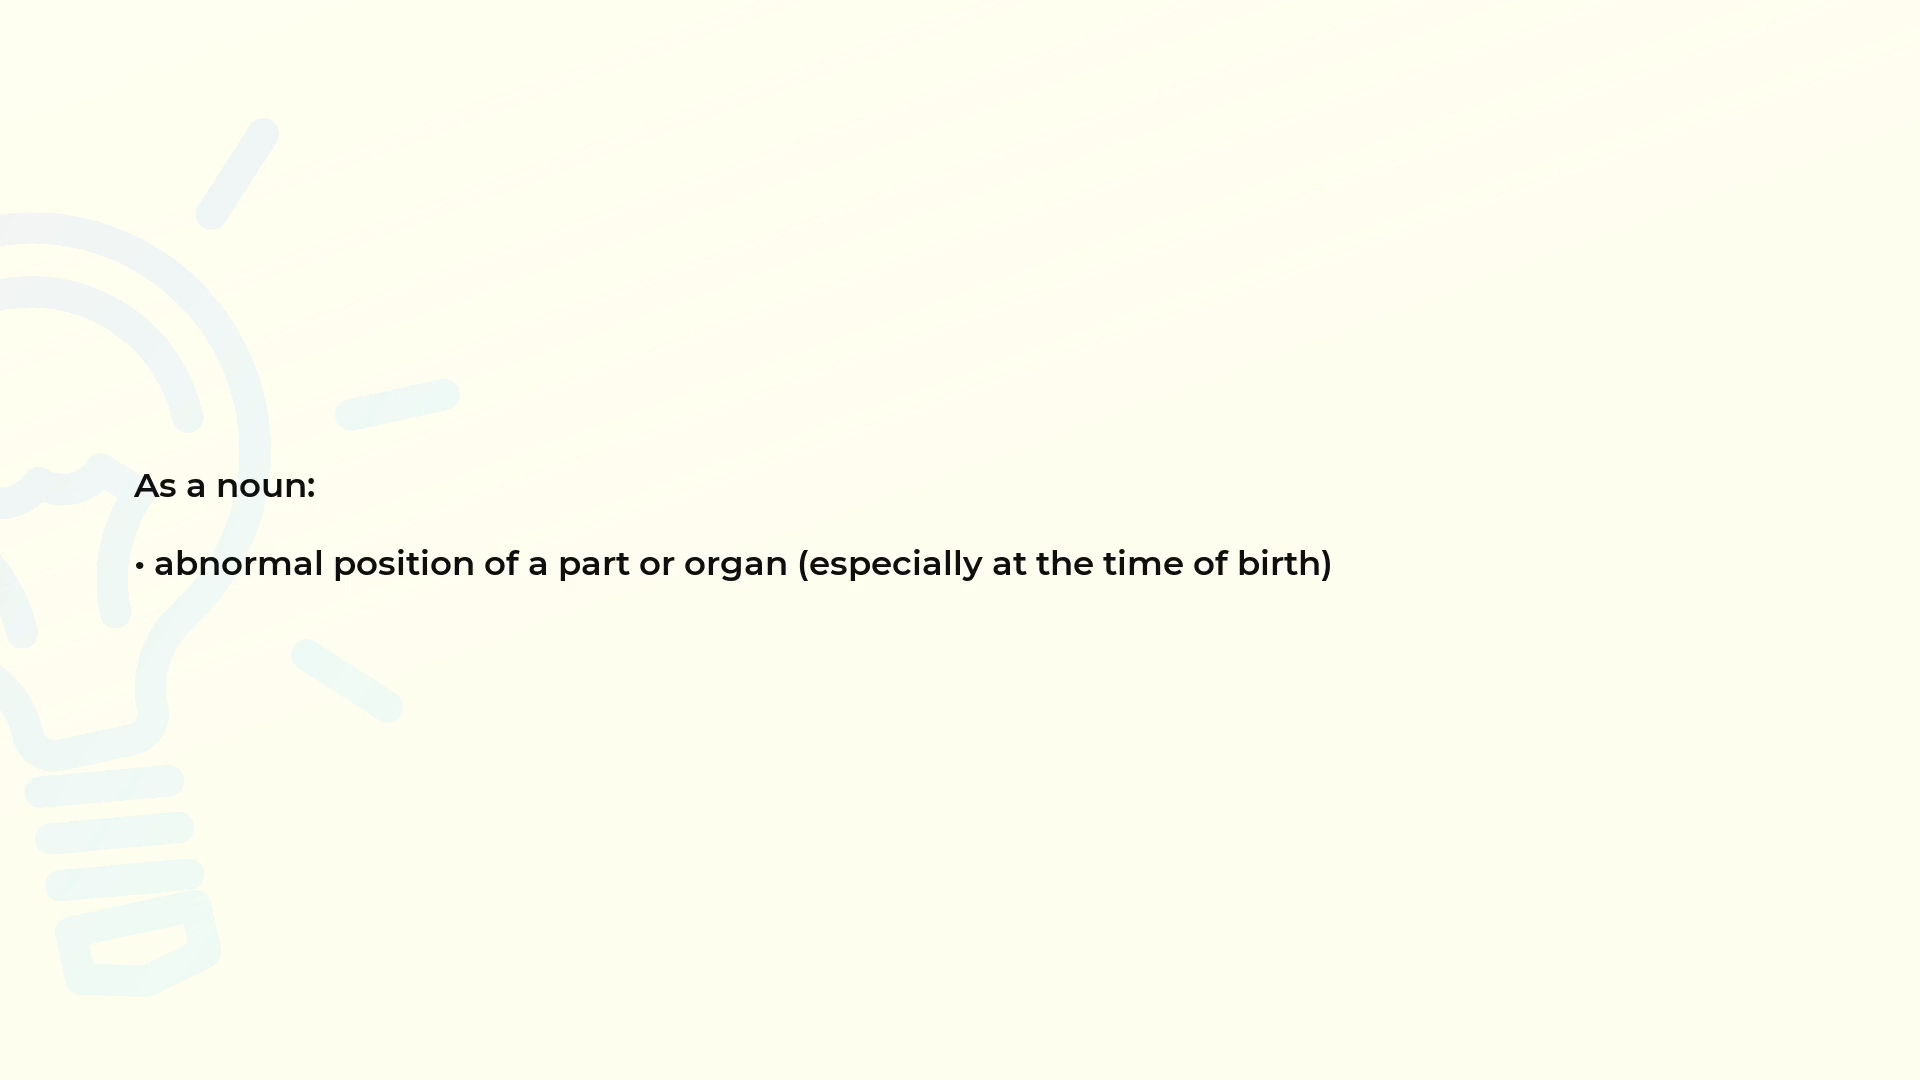 As a noun:
• abnormal position of a part or organ (especially at the time of birth)